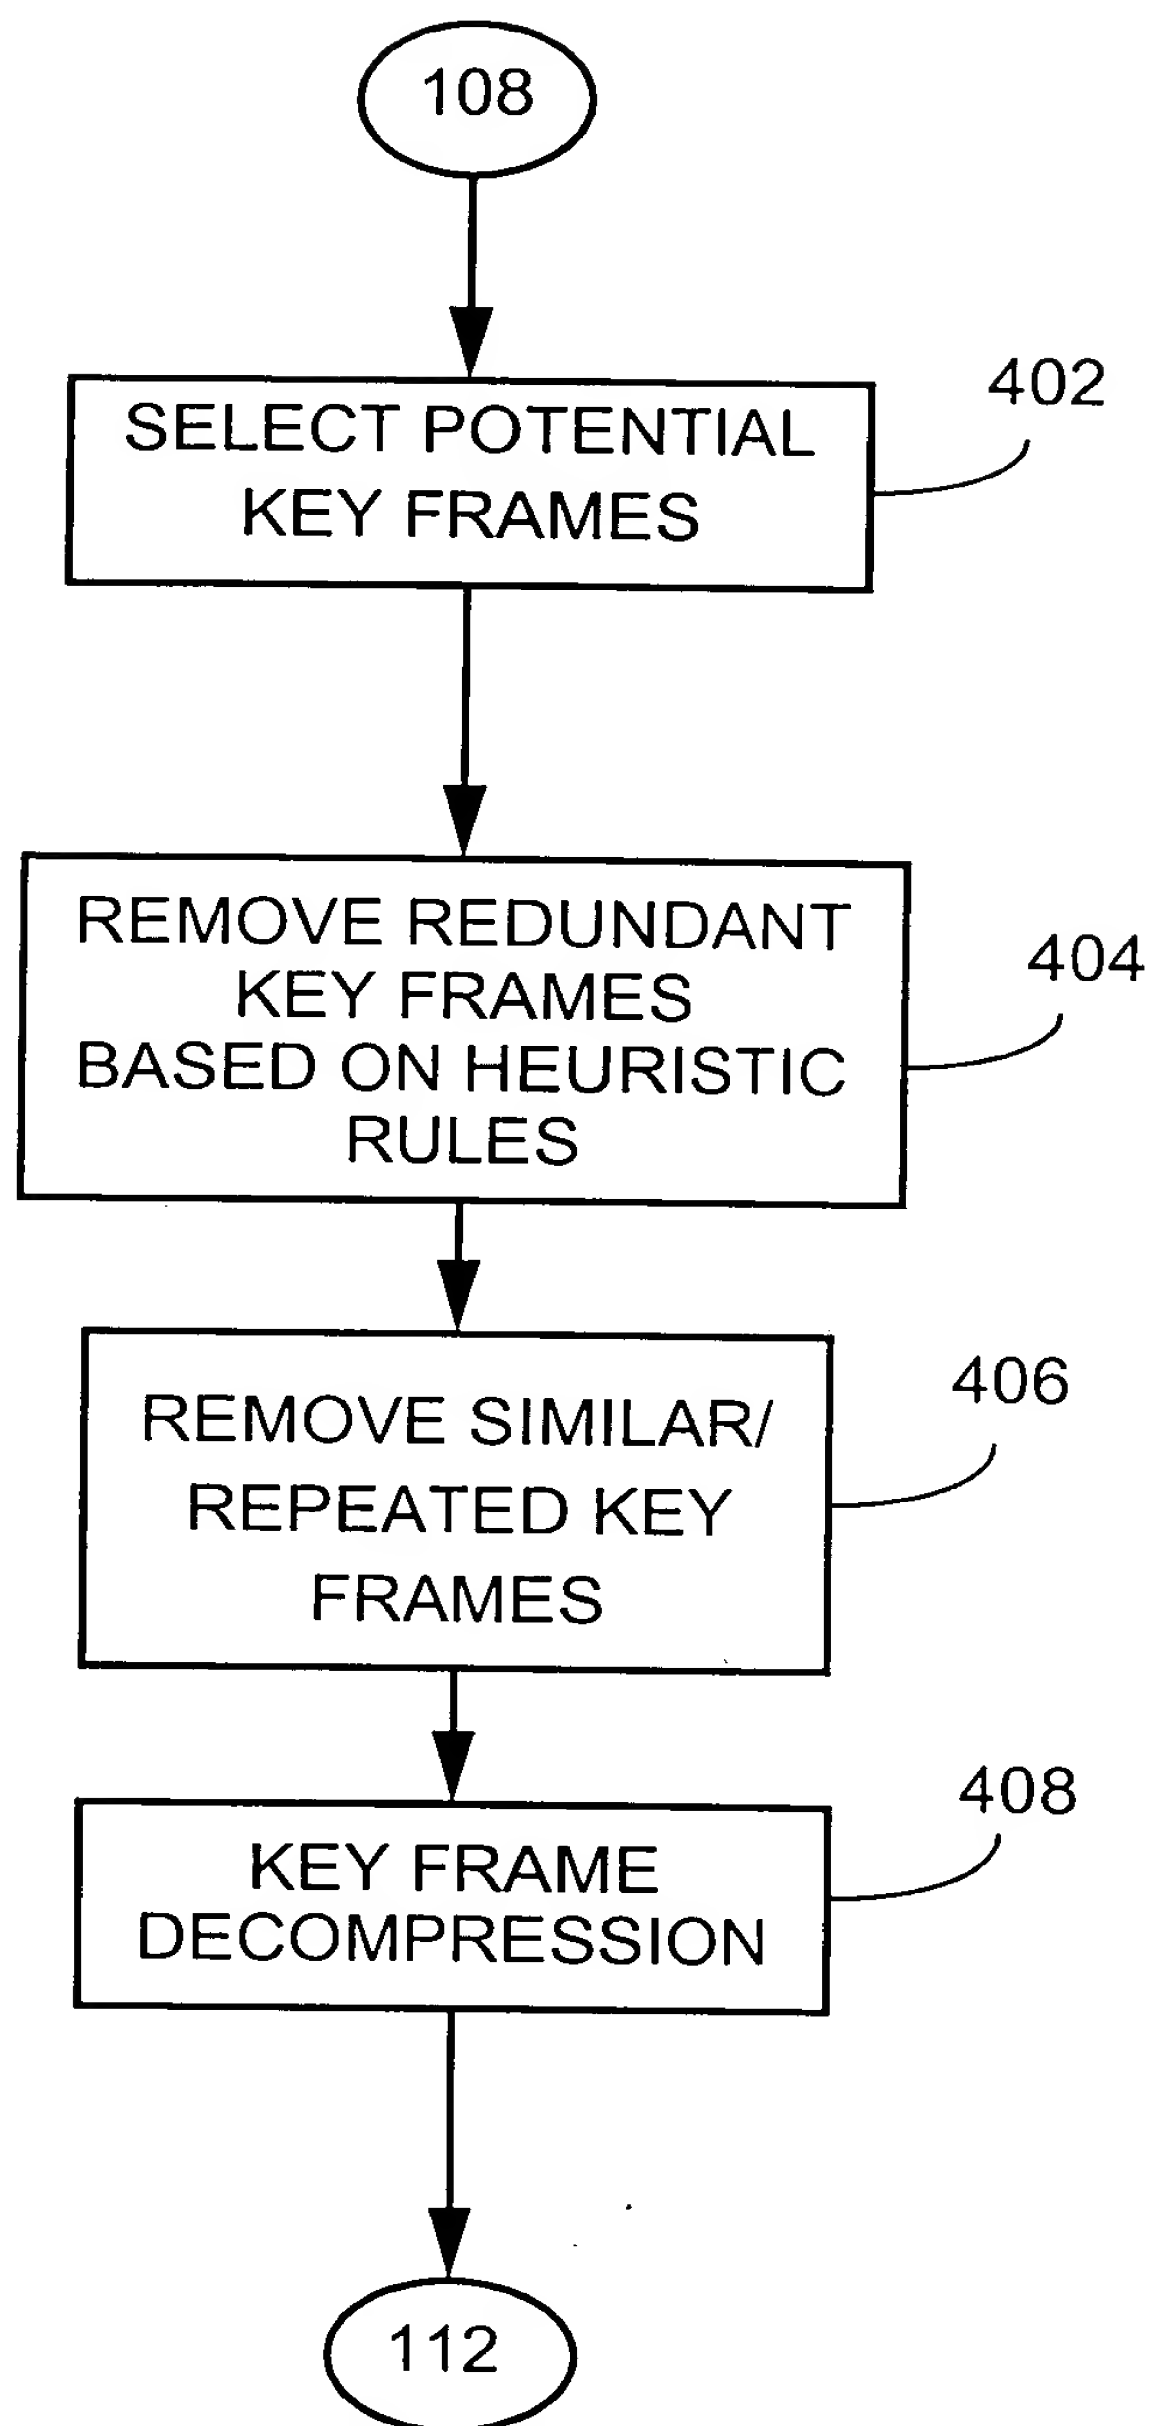 108
402
SELECT POTENTIAL
KEY FRAMES
REMOVE REDUNDANT
KEY FRAMES
BASED ON HEURISTIC
RULES
404
REMOVE SIMILAR/
REPEATED KEY
FRAMES
406
408
KEY FRAME
DECOMPRESSION
112